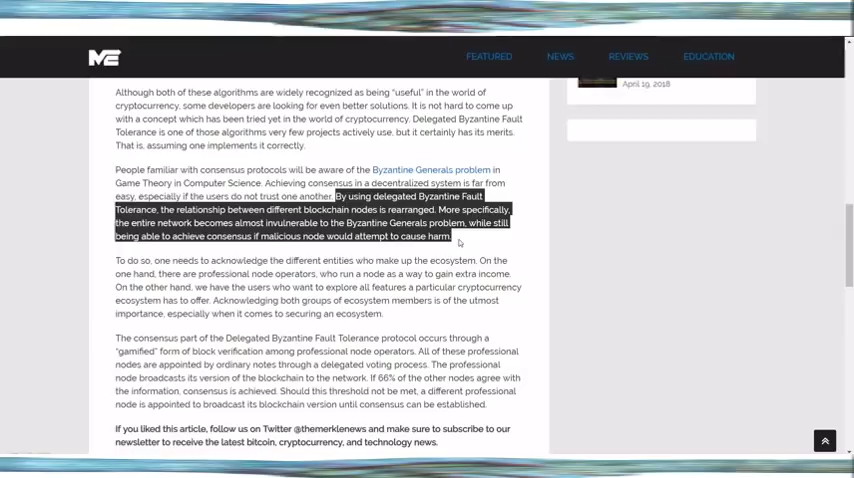 ME
FEATURED NEWS REVIEWS EDUCATION
April 19, 2018
Although both of these algorithms are widely recognized as being “useful” in the world of
cryptocurrency, some developers are looking for even better solutions. It is not hard to come up
with a concept which has been tried yet in the world of cryptocurrency. Delegated Byzantine Fault
Tolerance is one of those algorithms very few projects actively use, but it certainly has its merits.
That is, assuming one implements it correctly.
People familiar with consensus protocols will be aware of the Byzantine Generals problem in
Game Theory in Computer Science. Achieving consensus in a decentralized system is far from
easy, especially if the users do not trust one another. By using delegated Byzantine Fault
Tolerance, the relationship between different blockchain nodes is rearranged. More specifically,
the entire network becomes almost invulnerable to the Byzantine Generals problem, while still
being able to achieve consensus if malicious node would attempt to cause harm.
To do so, one needs to acknowledge the different entities who make up the ecosystem. On the
one hand, there are professional node operators, who run a node as a way to gain extra income.
On the other hand, we have the users who want to explore all features a particular cryptocurrency
ecosystem has to offer. Acknowledging both groups of ecosystem members is of the utmost
importance, especially when it comes to securing an ecosystem.
The consensus part of the Delegated Byzantine Fault Tolerance protocol occurs through a
“gamified” form of block verification among professional node operators. All of these professional
nodes are appointed by ordinary notes through a delegated voting process. The professional
node broadcasts its version of the blockchain to the network. If 66% of the other nodes agree with
the information, consensus is achieved. Should this threshold not be met, a different professional
node is appointed to broadcast its blockchain version until consensus can be established.
If you liked this article, follow us on Twitter @themerklenews and make sure to subscribe to our
newsletter to receive the latest bitcoin, cryptocurrency, and technology news.